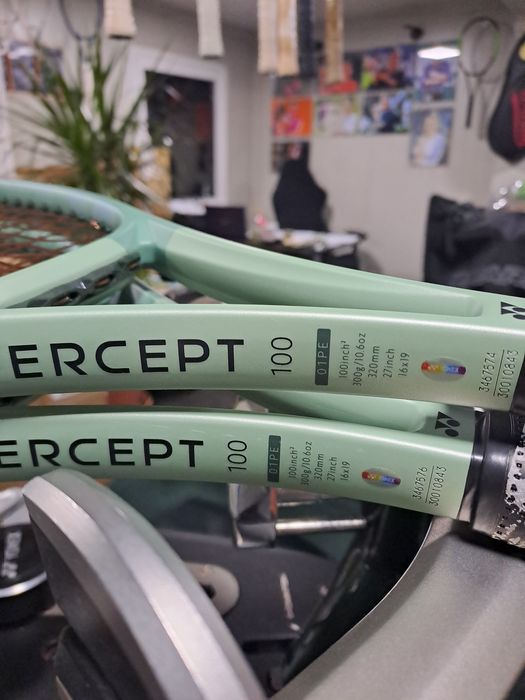 ERCEPT 100
01PE
100inch²
300g/10.6oz
320mm
27inch
16x19
3467574
30010843
ERCEPT 100
01PE
100inch²
300g/10.6oz
320mm
27inch
16x19
3467576
30010843